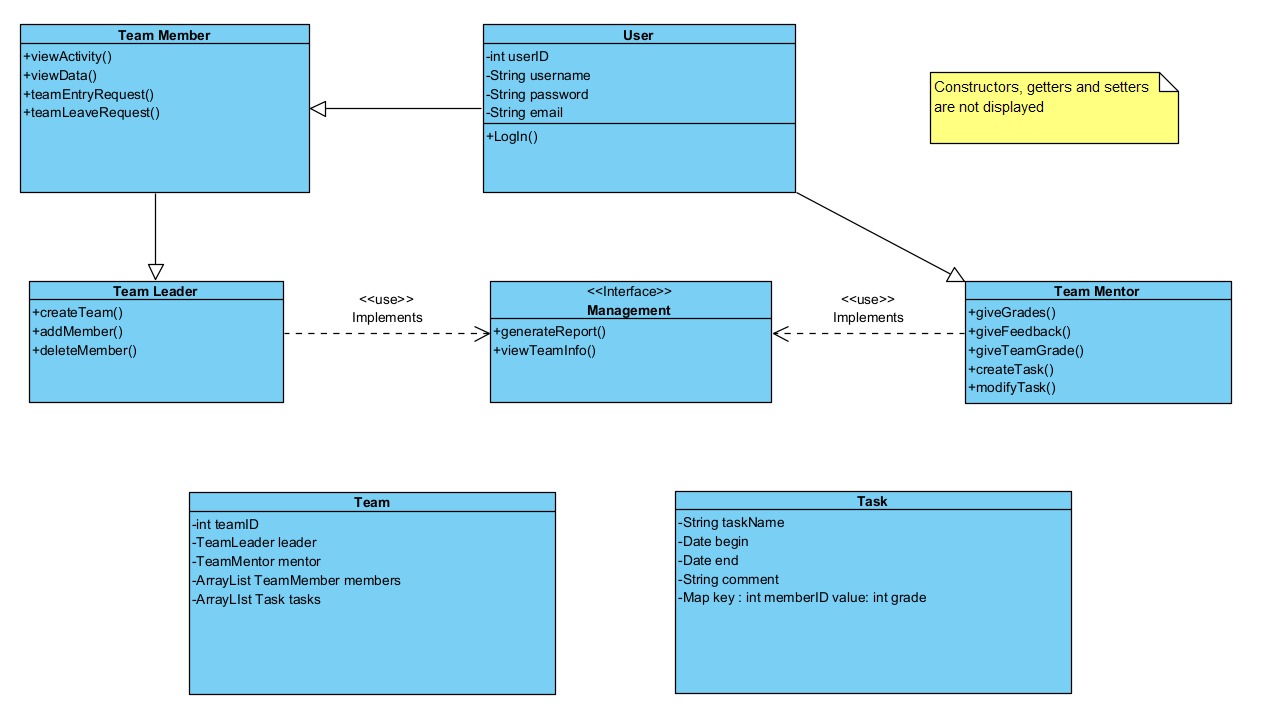 Team Member
+viewActivity()
+viewData()
+teamEntryRequest()
+teamLeaveRequest()
User
-int userID
-String username
-String password
-String email
+LogIn()
Constructors, getters and setters
are not displayed
Team Leader
+createTeam()
+addMember()
+deleteMember()
<<use>>
Implements
<<Interface>>
Management
+generateReport()
+viewTeamInfo()
<<use>>
Implements
Team Mentor
+giveGrades()
+giveFeedback()
+giveTeamGrade()
+createTask()
+modifyTask()
Team
-int teamID
-TeamLeader leader
-TeamMentor mentor
-ArrayList TeamMember members
-ArrayLIst Task tasks
Task
-String taskName
-Date begin
-Date end
-String comment
-Map key : int memberID value: int grade